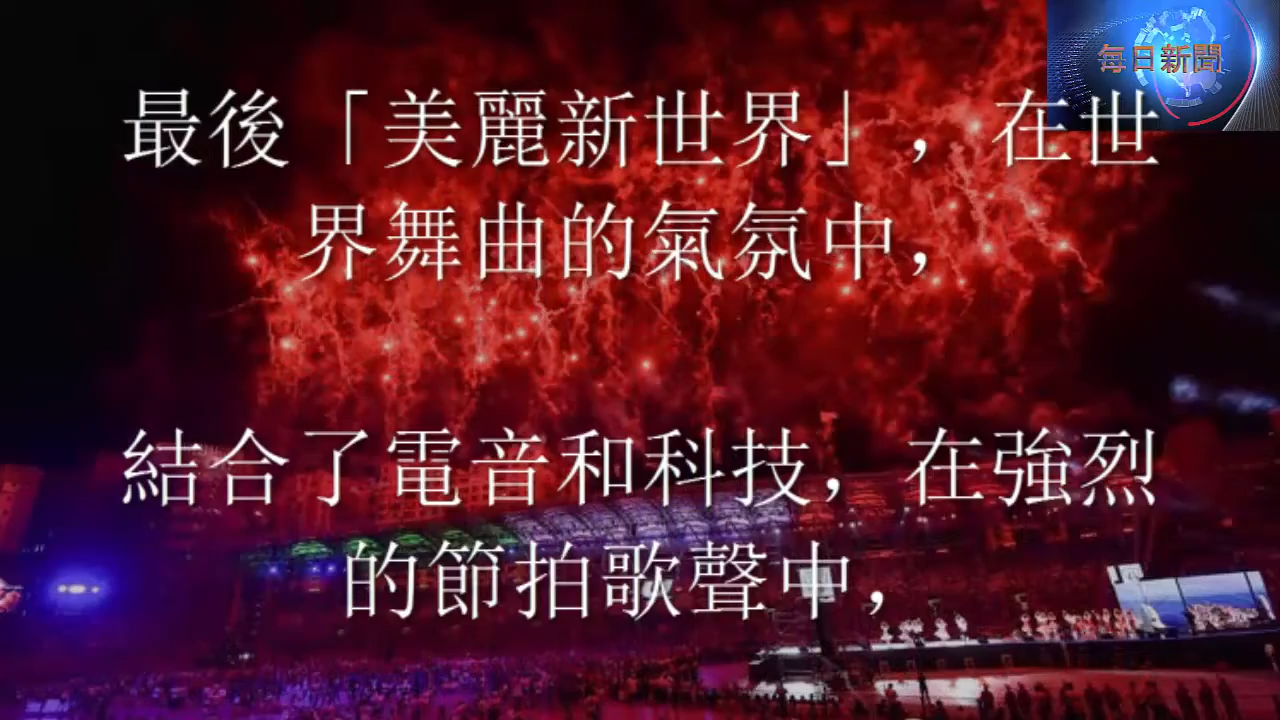 每日新聞
最後「美麗新世界」，在世
界舞曲的氣氛中，
結合了電音和科技，在強烈
的節拍歌聲中，